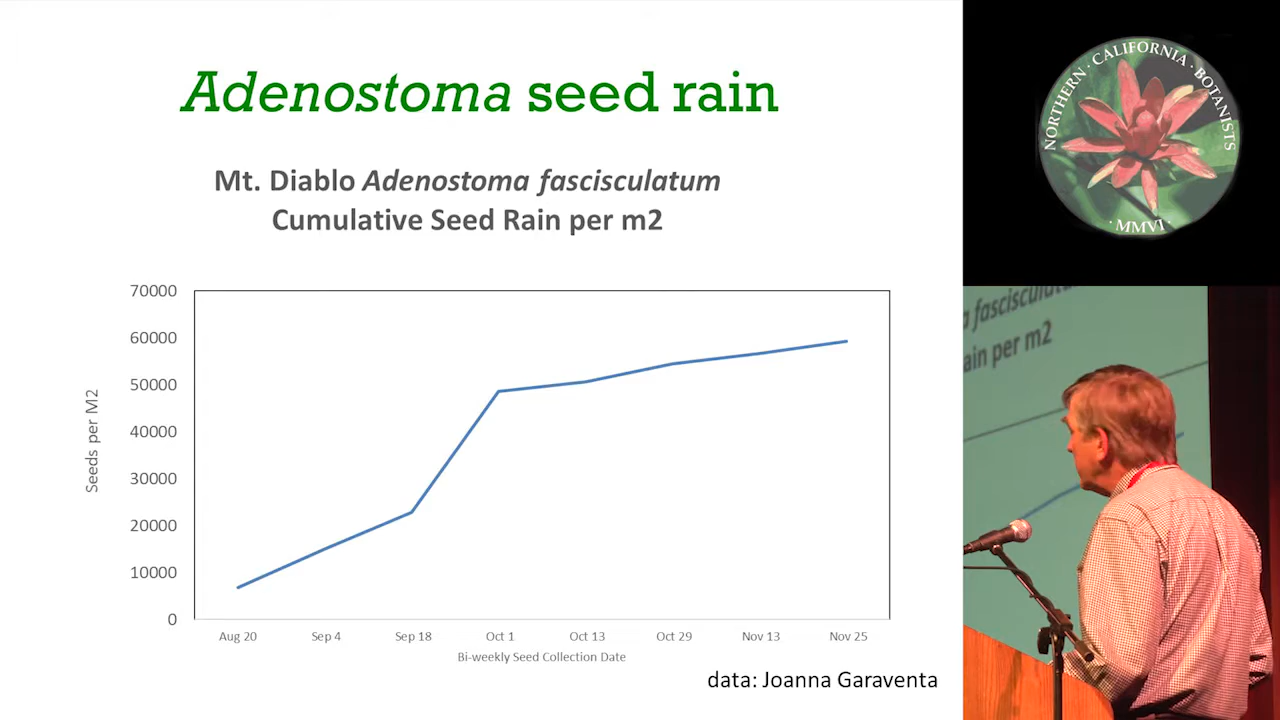 Adenostoma seed rain
Mt. Diablo Adenostoma fascisculatum
Cumulative Seed Rain per m2
70000
60000
50000
40000
30000
20000
10000
0
Seeds per M2
Aug 20 Sep 4 Sep 18 Oct 1 Oct 13 Oct 29 Nov 13 Nov 25
Bi-weekly Seed Collection Date
data: Joanna Garaventa
NORTHERN · CALIFORNIA · BOTANISTS
· MMVI ·
fascisculatu
ain per m2